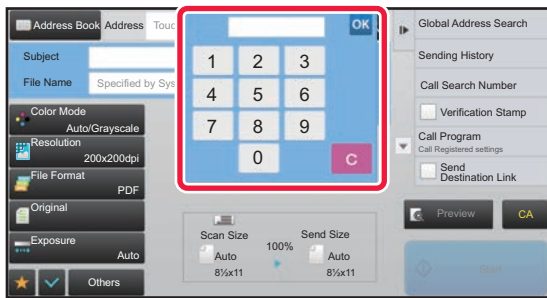 Address Book
Address
Touc
OK
Subject
File Name
Specified by Sys
1 2 3
4 5 6
7 8 9
0 C
Color Mode
Auto/Grayscale
Resolution
200x200dpi
File Format
PDF
Original
Exposure
Auto
Others
Scan Size
Auto
8½x11
100%
Send Size
Auto
8½x11
Global Address Search
Sending History
Call Search Number
Verification Stamp
Call Program
Call Registered settings
Send
Destination Link
Preview
CA
Start